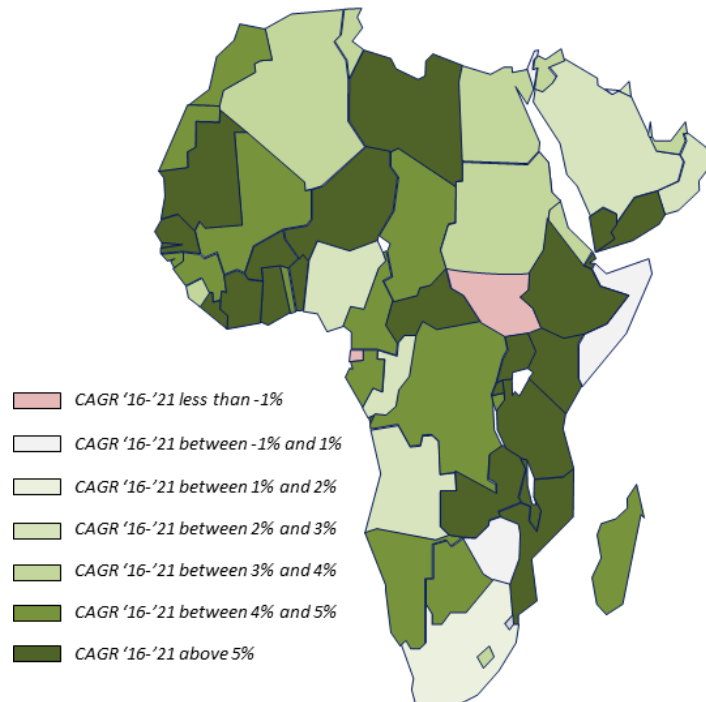 CAGR ‘16-’21 less than -1%
CAGR ‘16-’21 between -1% and 1%
CAGR ‘16-’21 between 1% and 2%
CAGR ‘16-’21 between 2% and 3%
CAGR ‘16-’21 between 3% and 4%
CAGR ‘16-’21 between 4% and 5%
CAGR ‘16-’21 above 5%